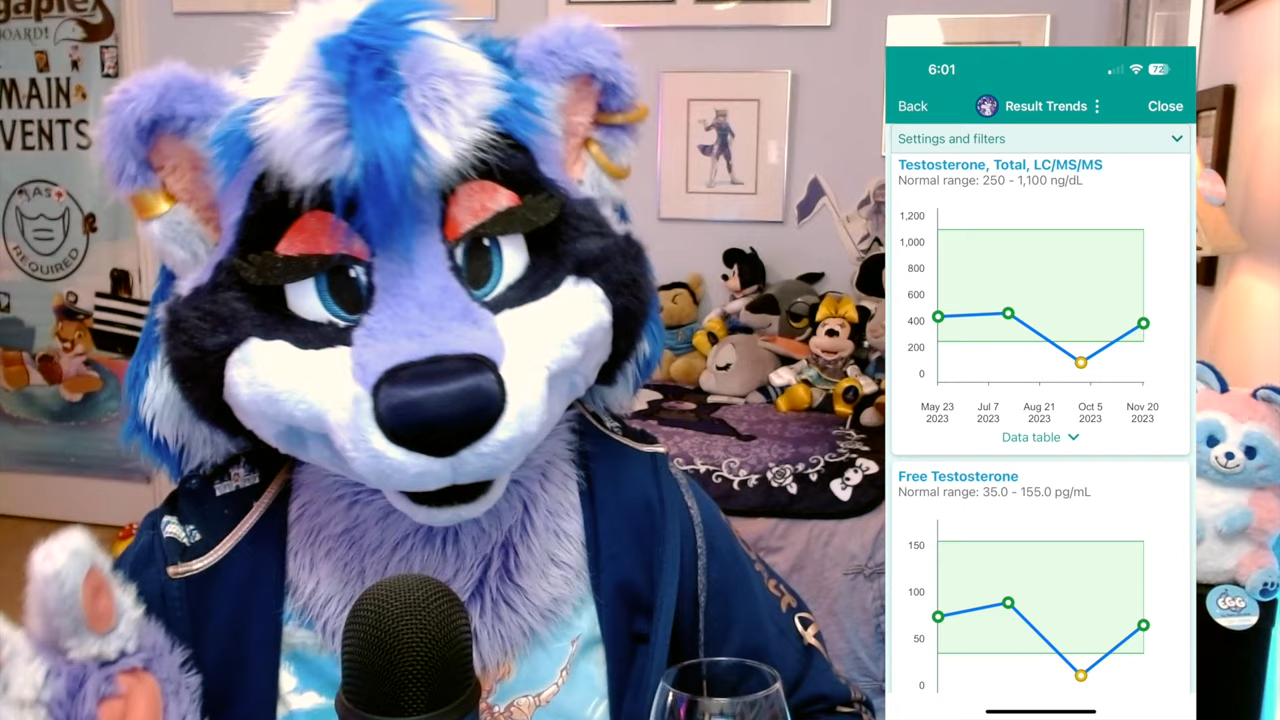 gaplex
BOARD!
MAIN
VENTS
REQUIRED
6:01
72
Back
Result Trends
Close
Settings and filters
Testosterone, Total, LC/MS/MS
Normal range: 250 - 1,100 ng/dL
1,200
1,000
800
600
400
200
0
May 23
2023
Jul 7
2023
Aug 21
2023
Oct 5
2023
Nov 20
2023
Data table
Free Testosterone
Normal range: 35.0 - 155.0 pg/mL
150
100
50
0
EGG